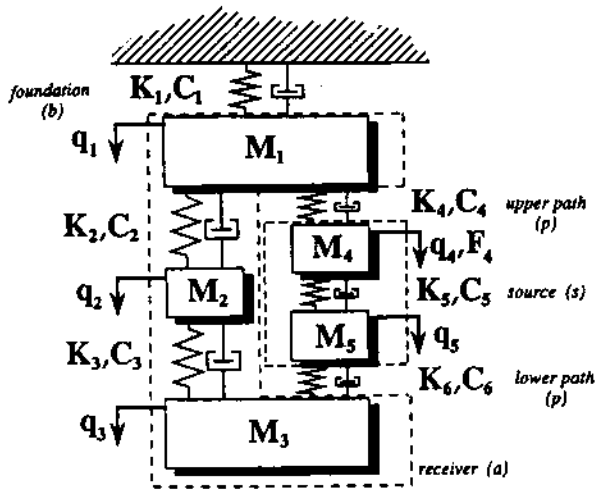 foundation
(b)
K₁,C₁
q₁
M₁
K₂,C₂
K₄,C₄
upper path
(p)
M₄
q₄,F₄
q₂
M₂
K₅,C₅
source (s)
M₅
q₅
K₃,C₃
K₆,C₆
lower path
(p)
q₃
M₃
receiver (a)